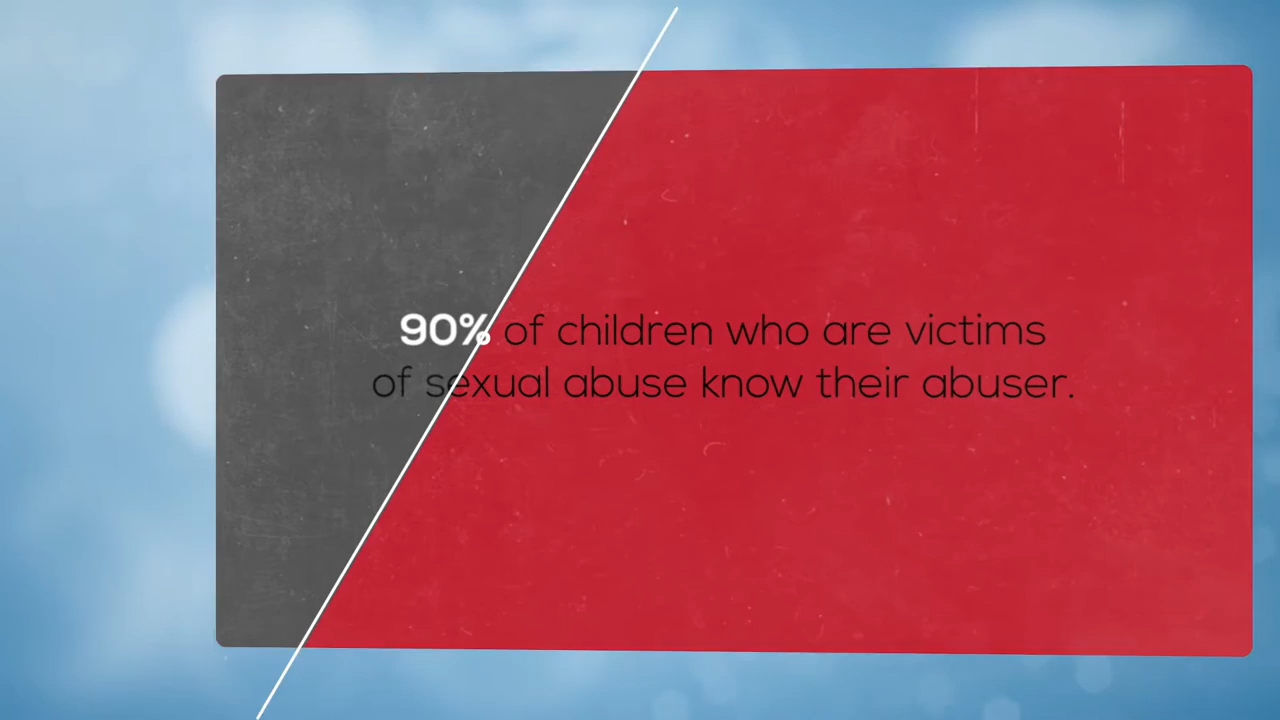 90% of children who are victims
of sexual abuse know their abuser.